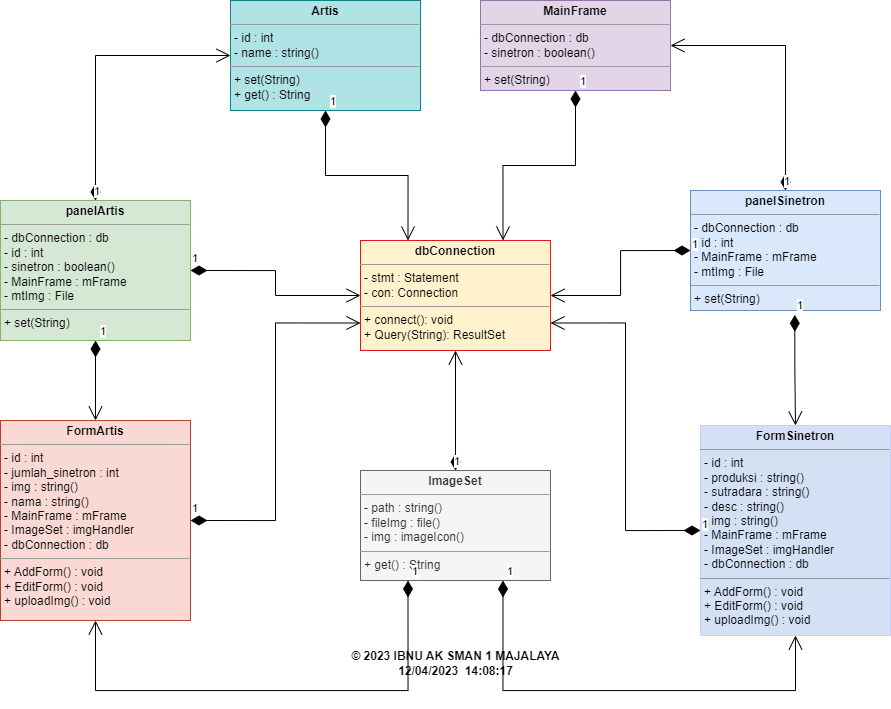 Artis
- id : int
- name : string()
+ set(String)
+ get() : String
1
MainFrame
- dbConnection : db
- sinetron : boolean()
+ set(String)
1
1
panelArtis
- dbConnection : db
- id : int
- sinetron : boolean()
- MainFrame : mFrame
- mtImg : File
+ set(String)
1
1
1
panelSinetron
- dbConnection : db
- id : int
- MainFrame : mFrame
- mtImg : File
+ set(String)
1
1
dbConnection
- stmt : Statement
- con: Connection
+ connect(): void
+ Query(String): ResultSet
FormArtis
- id : int
- jumlah_sinetron : int
- img : string()
- nama : string()
- MainFrame : mFrame
- ImageSet : imgHandler
- dbConnection : db
+ AddForm() : void
+ EditForm() : void
+ uploadImg() : void
1
1
ImageSet
- path : string()
- fileImg : file()
- img : imageIcon()
+ get() : String
1
1
FormSinetron
- id : int
- produksi : string()
- sutradara : string()
- desc : string()
- img : string()
- MainFrame : mFrame
- ImageSet : imgHandler
- dbConnection : db
+ AddForm() : void
+ EditForm() : void
+ uploadImg() : void
1
© 2023 IBNU AK SMAN 1 MAJALAYA
12/04/2023 14:08:17